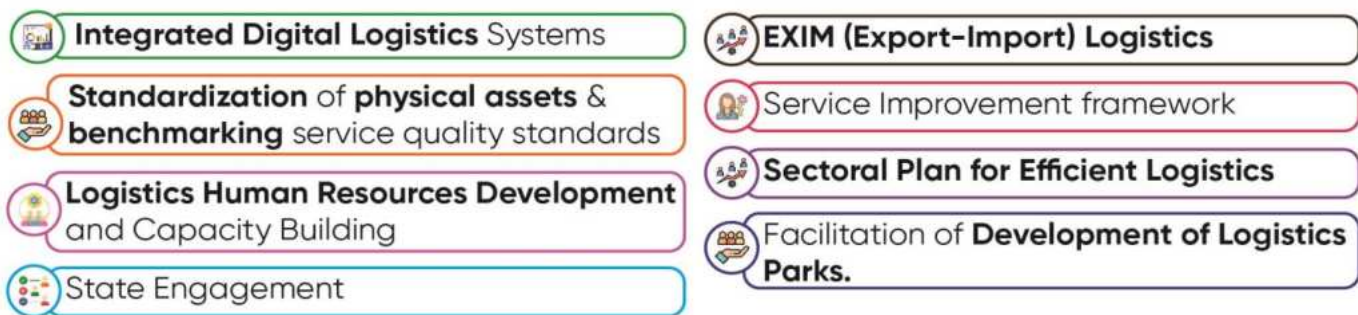 Integrated Digital Logistics Systems
Standardization of physical assets &
benchmarking service quality standards
Logistics Human Resources Development
and Capacity Building
State Engagement
EXIM (Export-Import) Logistics
Service Improvement framework
Sectoral Plan for Efficient Logistics
Facilitation of Development of Logistics
Parks.